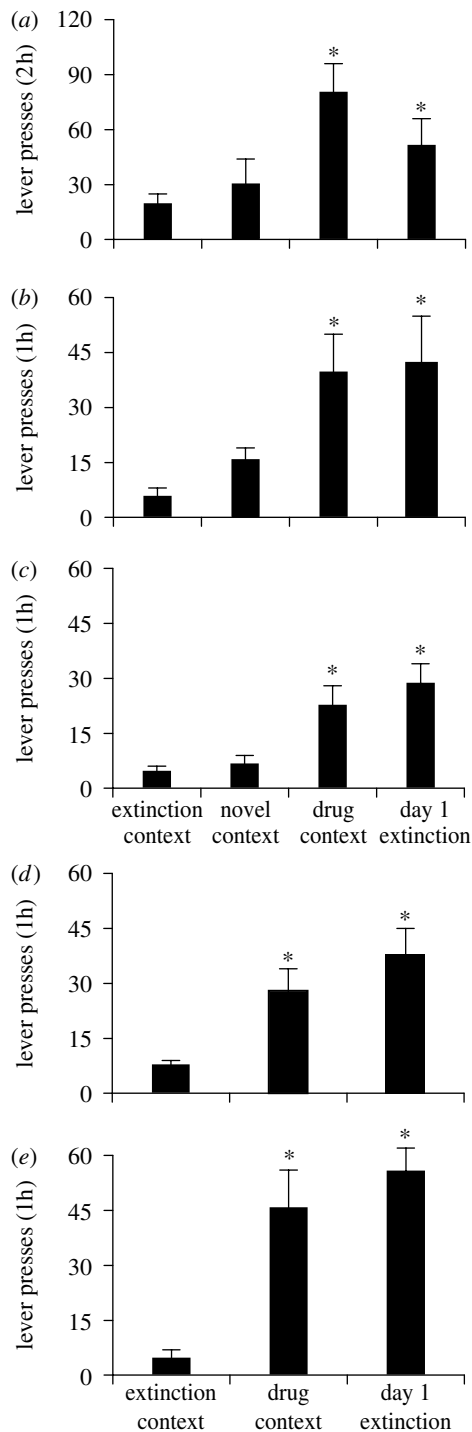 (a)
120
90
60
30
0
lever presses (2h)
*
*
(b)
60
45
30
15
0
lever presses (1h)
*
*
(c)
60
45
30
15
0
lever presses (1h)
*
*
extinction novel drug day 1
context context context extinction
(d)
60
45
30
15
0
lever presses (1h)
*
*
(e)
60
45
30
15
0
lever presses (1h)
*
*
extinction drug day 1
context context extinction